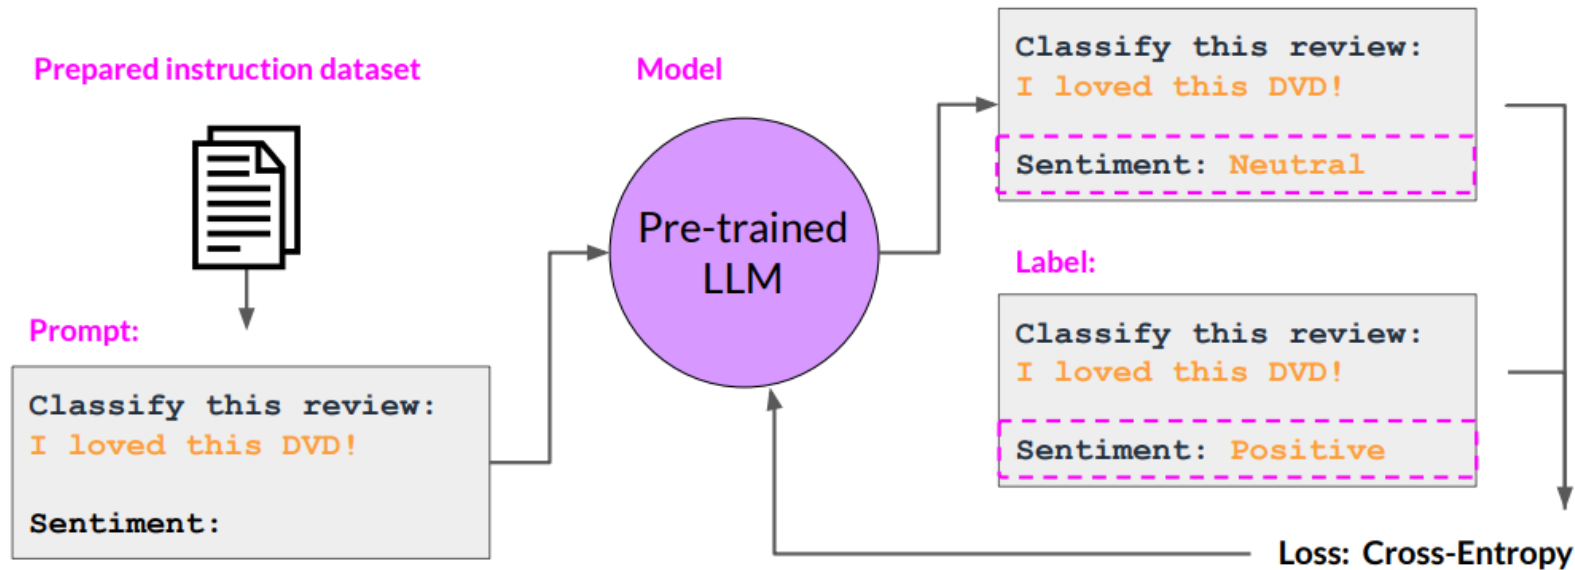 Prepared instruction dataset
Prompt:
Classify this review:
I loved this DVD!
Sentiment:
Model
Pre-trained
LLM
Classify this review:
I loved this DVD!
Sentiment: Neutral
Label:
Classify this review:
I loved this DVD!
Sentiment: Positive
Loss: Cross-Entropy